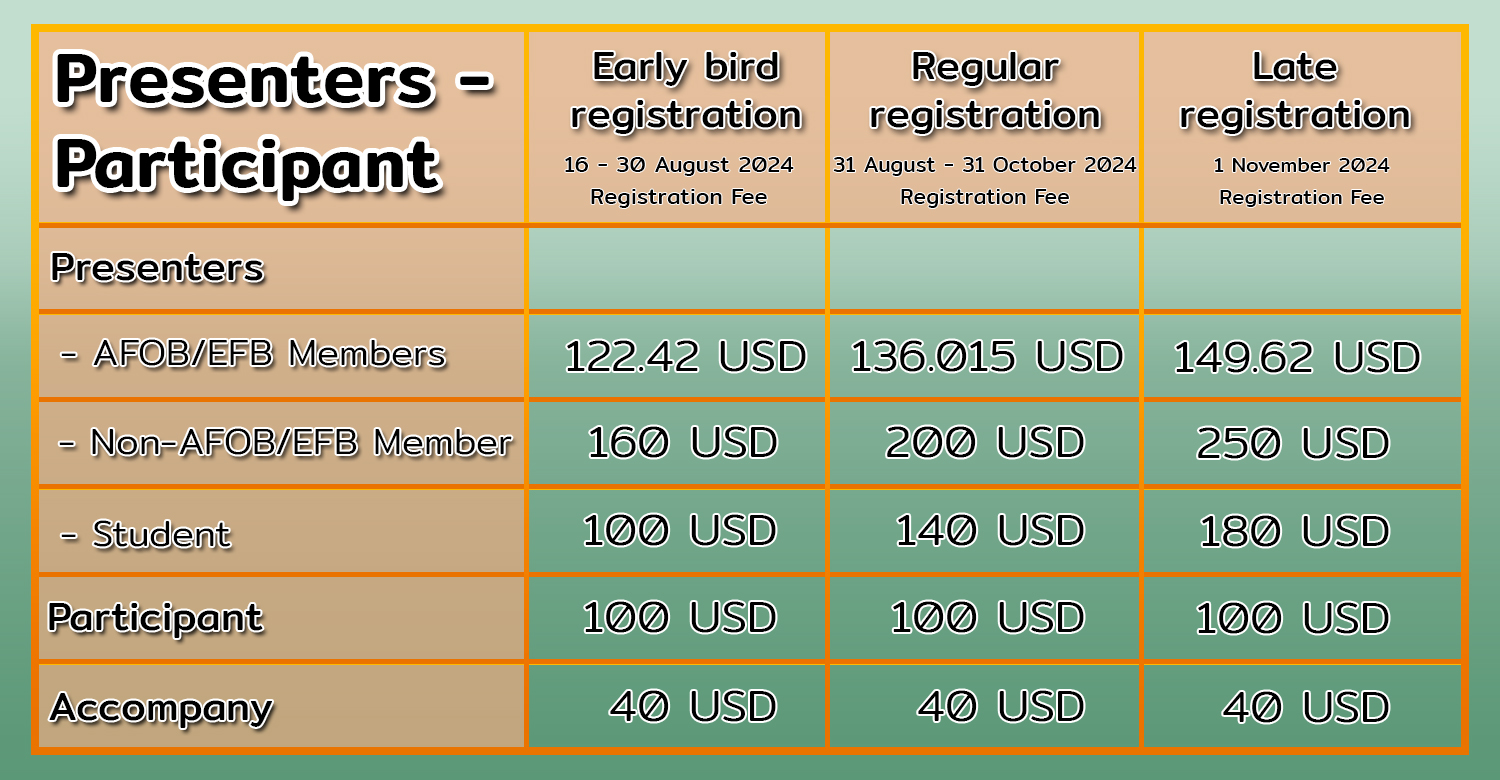 Presenters -
Participant
Early bird
registration
16 - 30 August 2024
Registration Fee
Regular
registration
31 August - 31 October 2024
Registration Fee
Late
registration
1 November 2024
Registration Fee
Presenters
- AFOB/EFB Members 122.42 USD 136.015 USD 149.62 USD
- Non-AFOB/EFB Member 160 USD 200 USD 250 USD
- Student 100 USD 140 USD 180 USD
Participant 100 USD 100 USD 100 USD
Accompany 40 USD 40 USD 40 USD